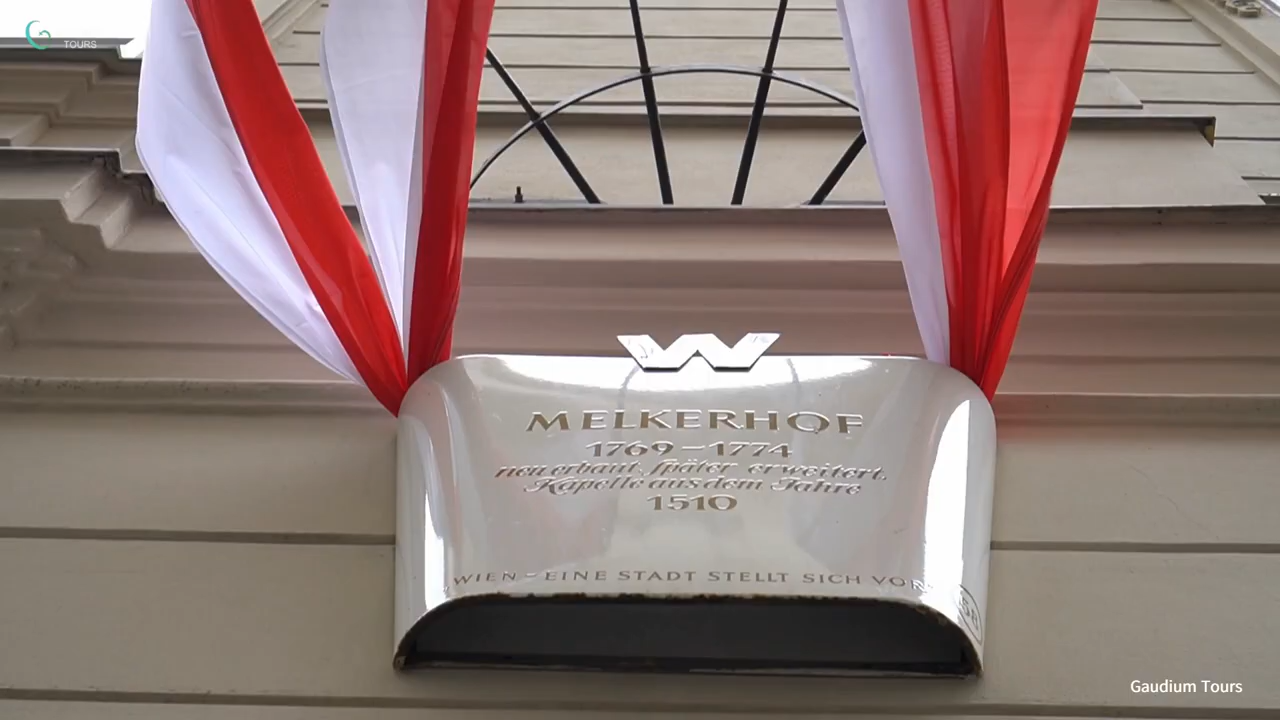 TOURS
W
MELKERHOF
1769–1774
neu erbaut, später erweitert.
Kapelle aus dem Jahre
1510
WIEN – EINE STADT STELLT SICH VOR
58
Gaudium Tours